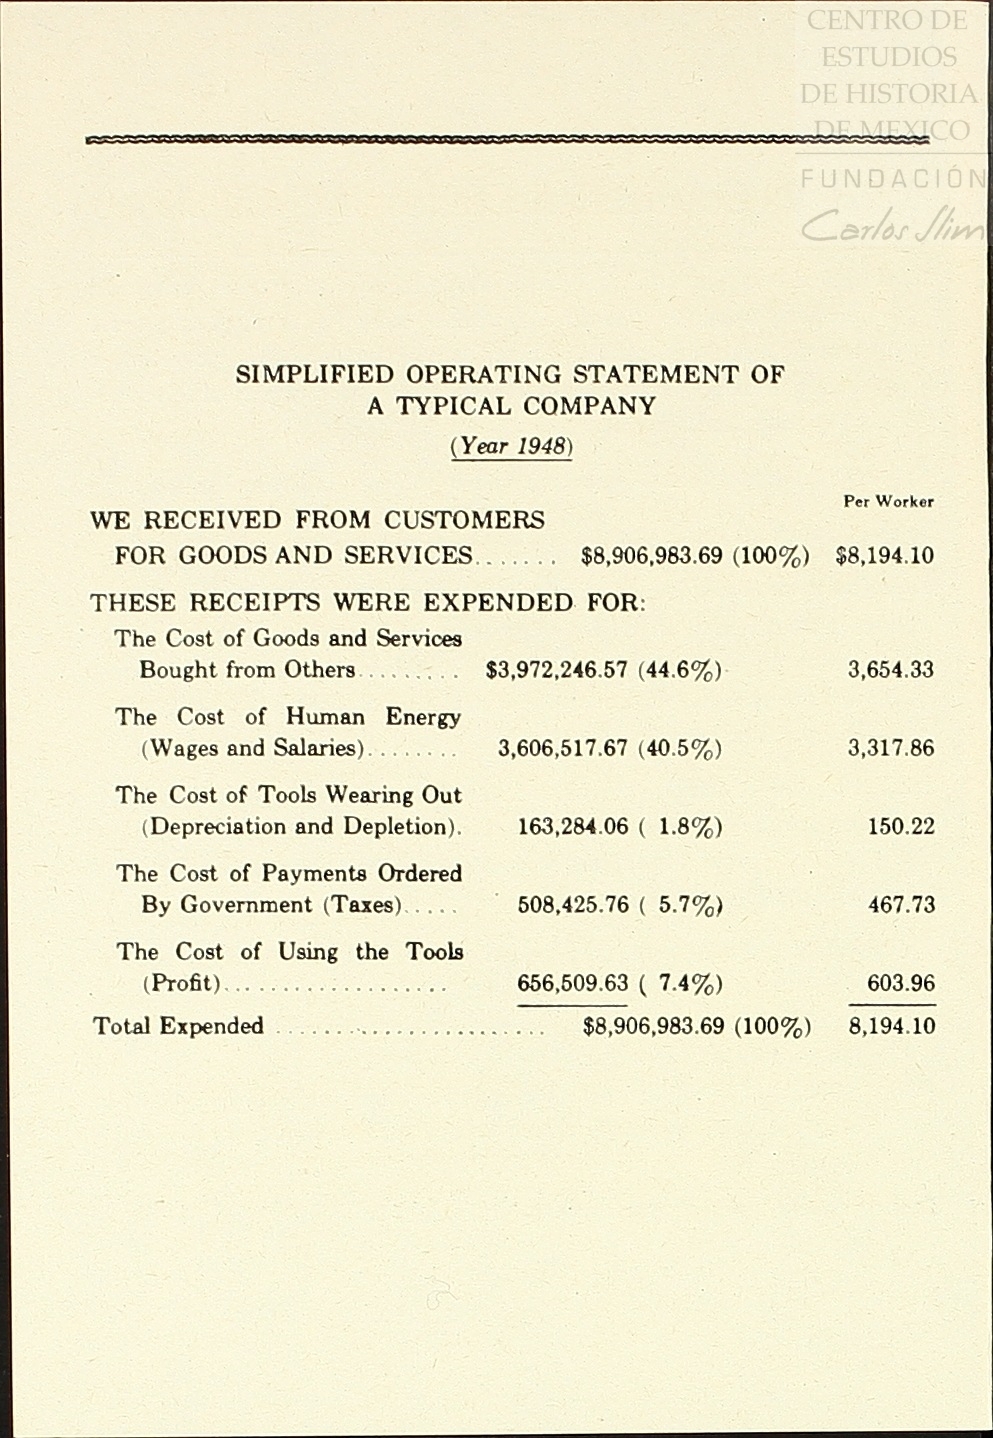 CENTRO DE
ESTUDIOS
DE HISTORIA
DE MEXICO
FUNDACIÓN
Carlos Slim
SIMPLIFIED OPERATING STATEMENT OF
A TYPICAL COMPANY
(Year 1948)
Per Worker
WE RECEIVED FROM CUSTOMERS
FOR GOODS AND SERVICES....... $8,906,983.69 (100%) $8,194.10
THESE RECEIPTS WERE EXPENDED FOR:
The Cost of Goods and Services
Bought from Others......... $3,972,246.57 (44.6%) 3,654.33
The Cost of Human Energy
(Wages and Salaries)........ 3,606,517.67 (40.5%) 3,317.86
The Cost of Tools Wearing Out
(Depreciation and Depletion). 163,284.06 ( 1.8%) 150.22
The Cost of Payments Ordered
By Government (Taxes)..... 508,425.76 ( 5.7%) 467.73
The Cost of Using the Tools
(Profit)................... 656,509.63 ( 7.4%) 603.96
Total Expended ........................ $8,906,983.69 (100%) 8,194.10